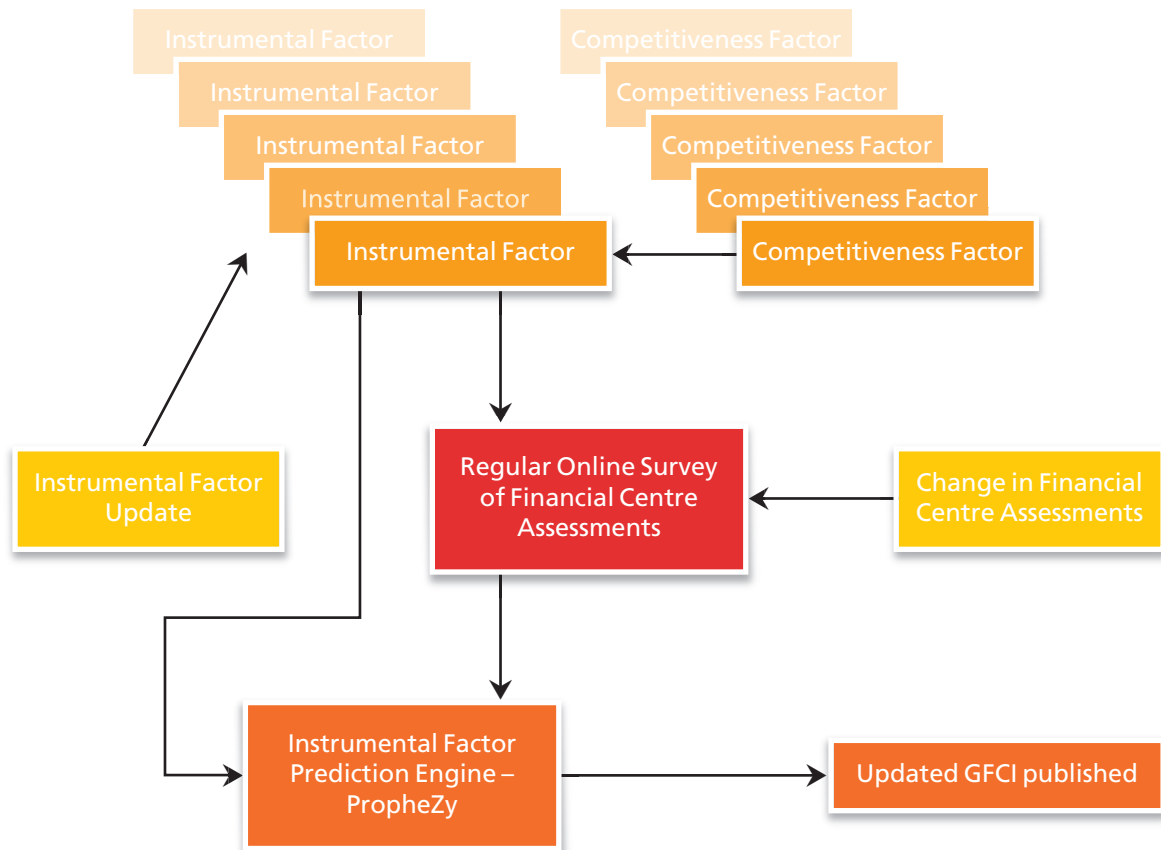 Instrumental Factor
Competitiveness Factor
Instrumental Factor
Competitiveness Factor
Instrumental Factor
Competitiveness Factor
Instrumental Factor
Competitiveness Factor
Instrumental Factor
Competitiveness Factor
Instrumental Factor
Update
Regular Online Survey
of Financial Centre
Assessments
Change in Financial
Centre Assessments
Instrumental Factor
Prediction Engine –
PropheZy
Updated GFCI published